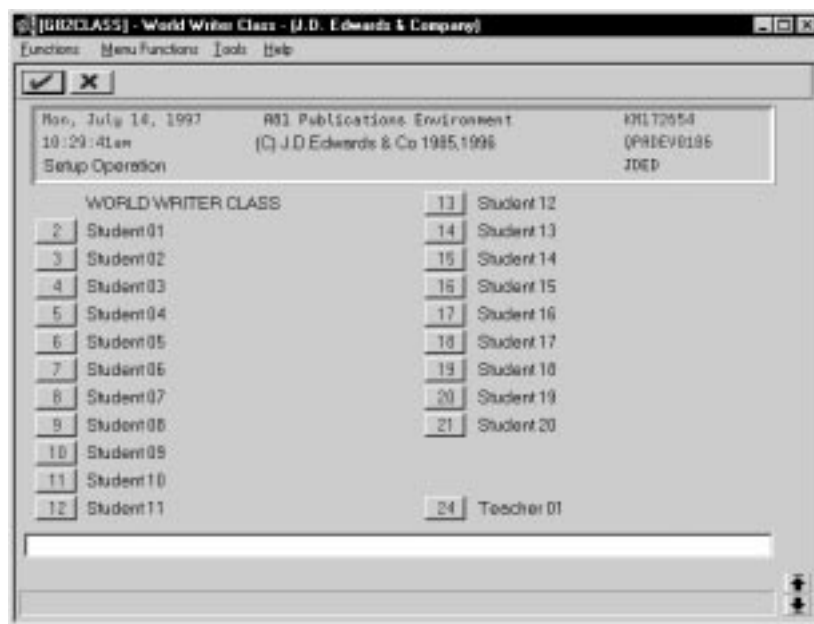 [G82CLASS] - World Writer Class - (J.D. Edwards & Company)
Functions Menu Functions Tools Help
Mon, July 14, 1997 A81 Publications Environment KM172654
10:29:41am (C) J.D.Edwards & Co 1985,1996 QPADEV0186
Setup Operation JDED
WORLD WRITER CLASS
2 Student 01
3 Student 02
4 Student 03
5 Student 04
6 Student 05
7 Student 06
8 Student 07
9 Student 08
10 Student 09
11 Student 10
12 Student 11
13 Student 12
14 Student 13
15 Student 14
16 Student 15
17 Student 16
18 Student 17
19 Student 18
20 Student 19
21 Student 20
24 Teacher 01